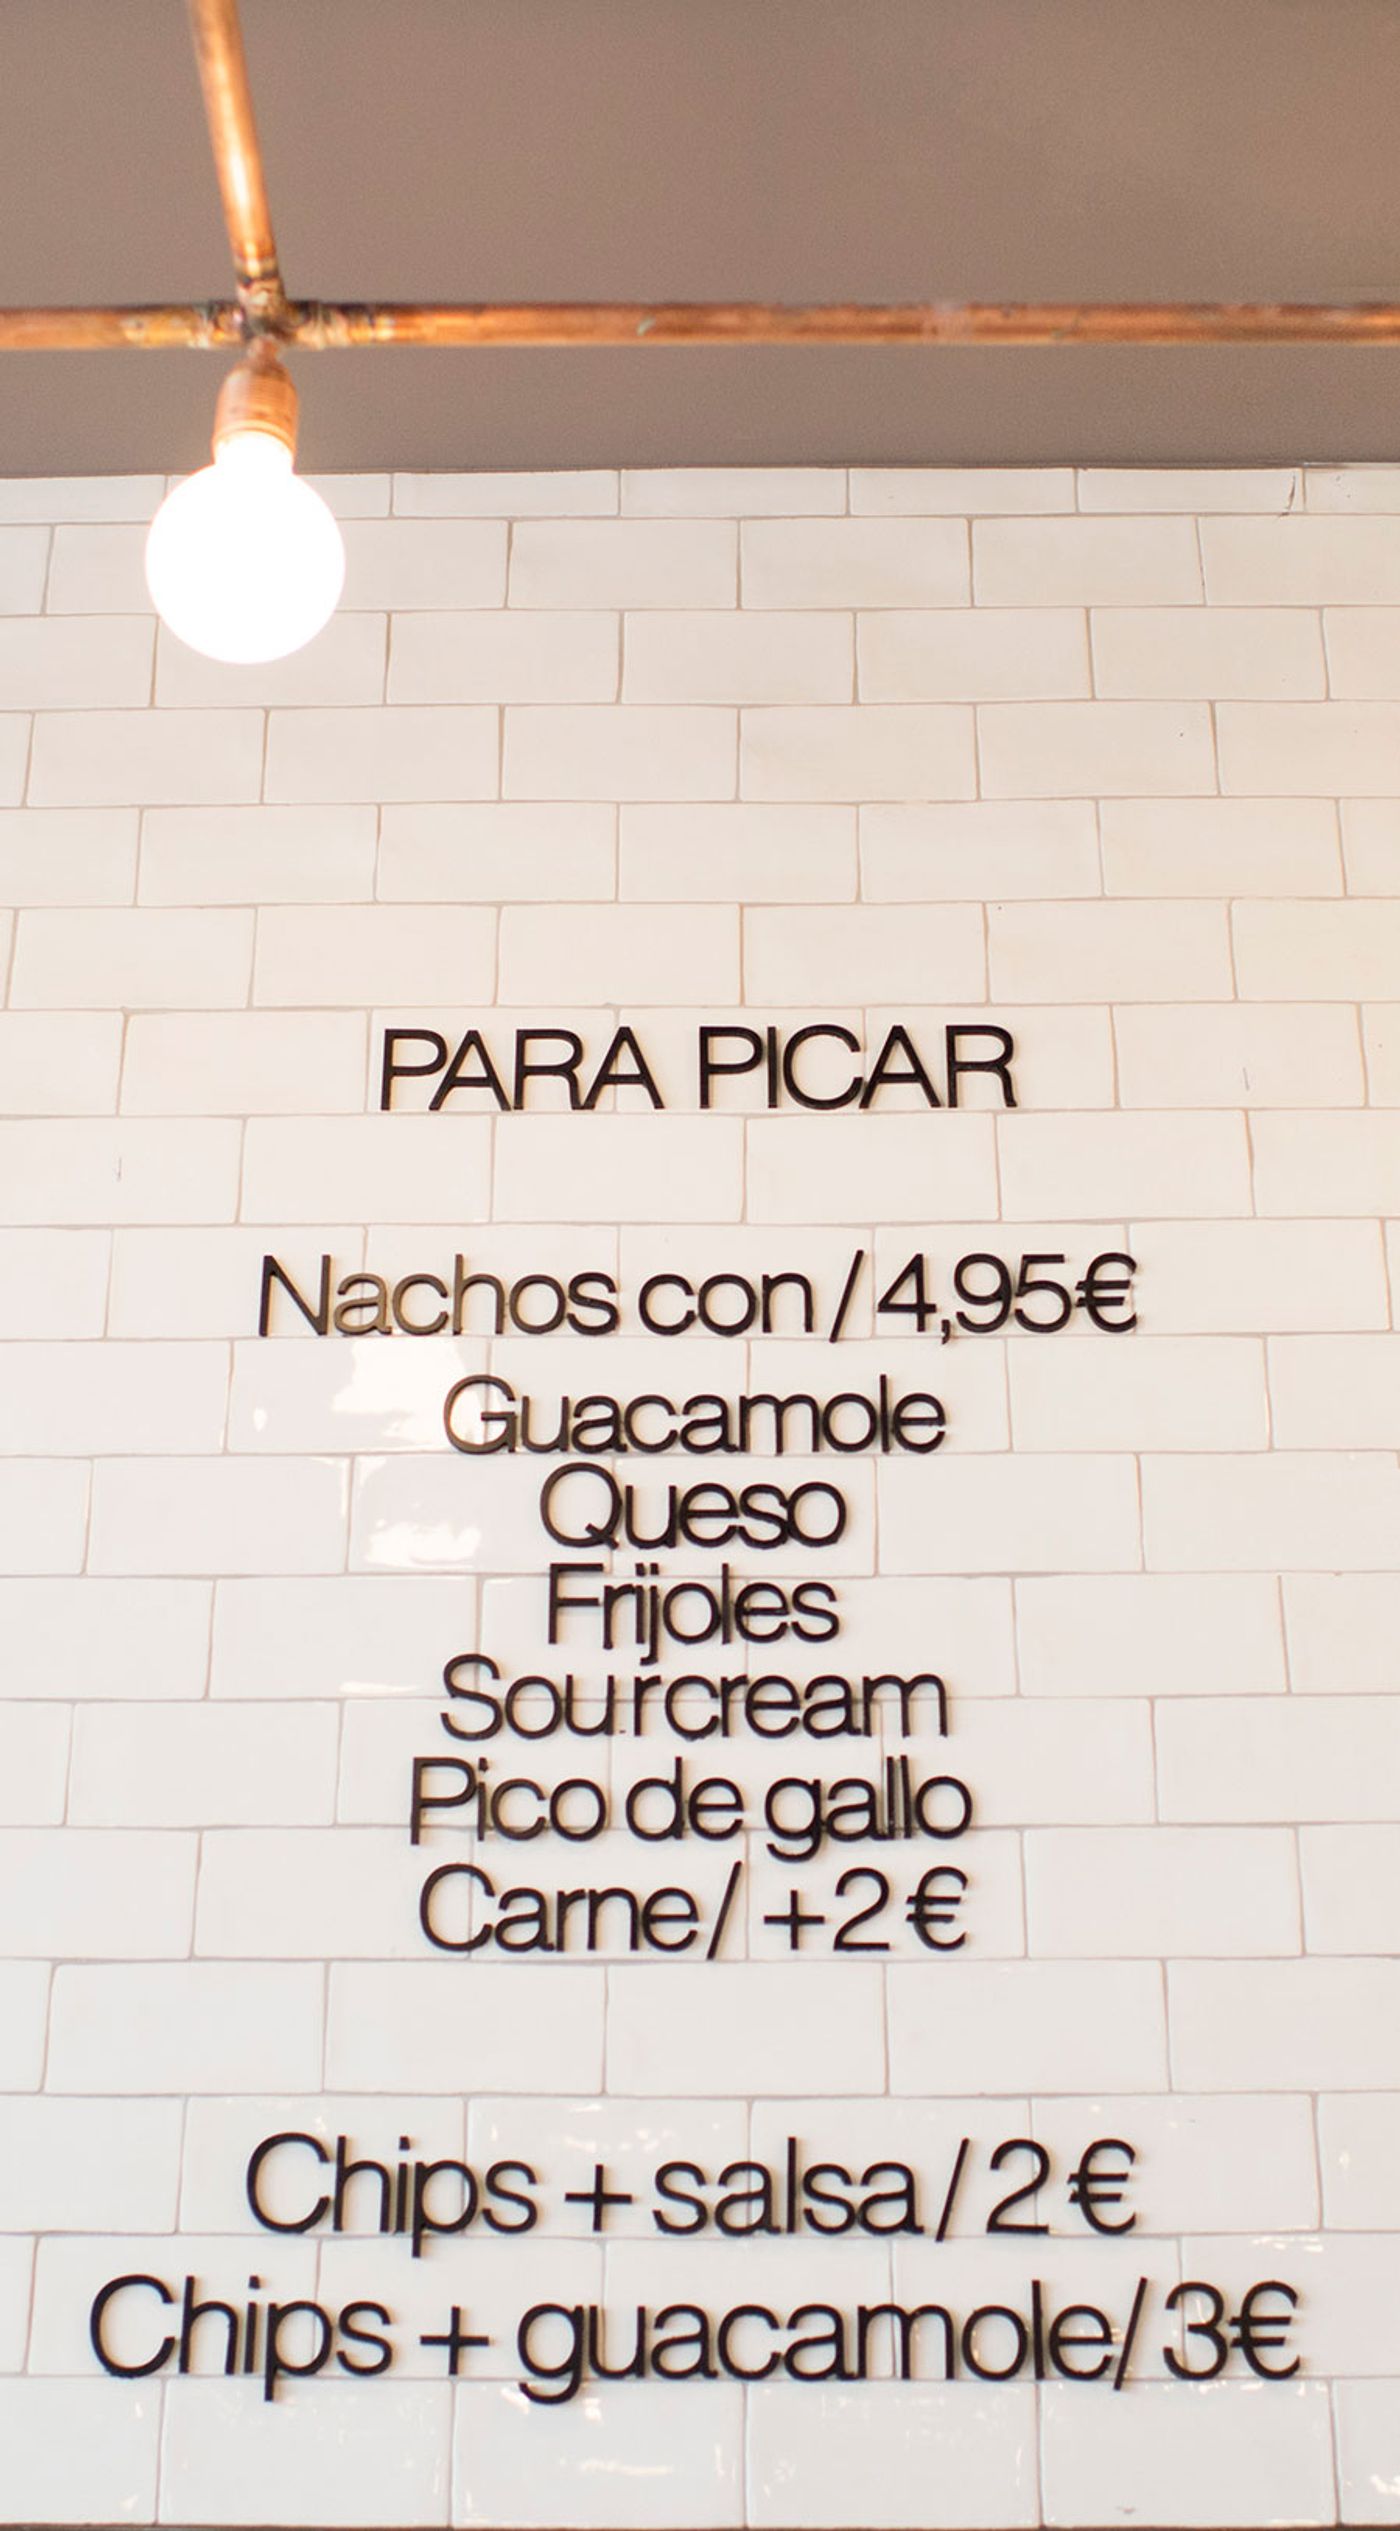 PARA PICAR
Nachos con / 4,95€
Guacamole
Queso
Frijoles
Sourcream
Pico de gallo
Carne / +2€
Chips + salsa / 2€
Chips + guacamole / 3€